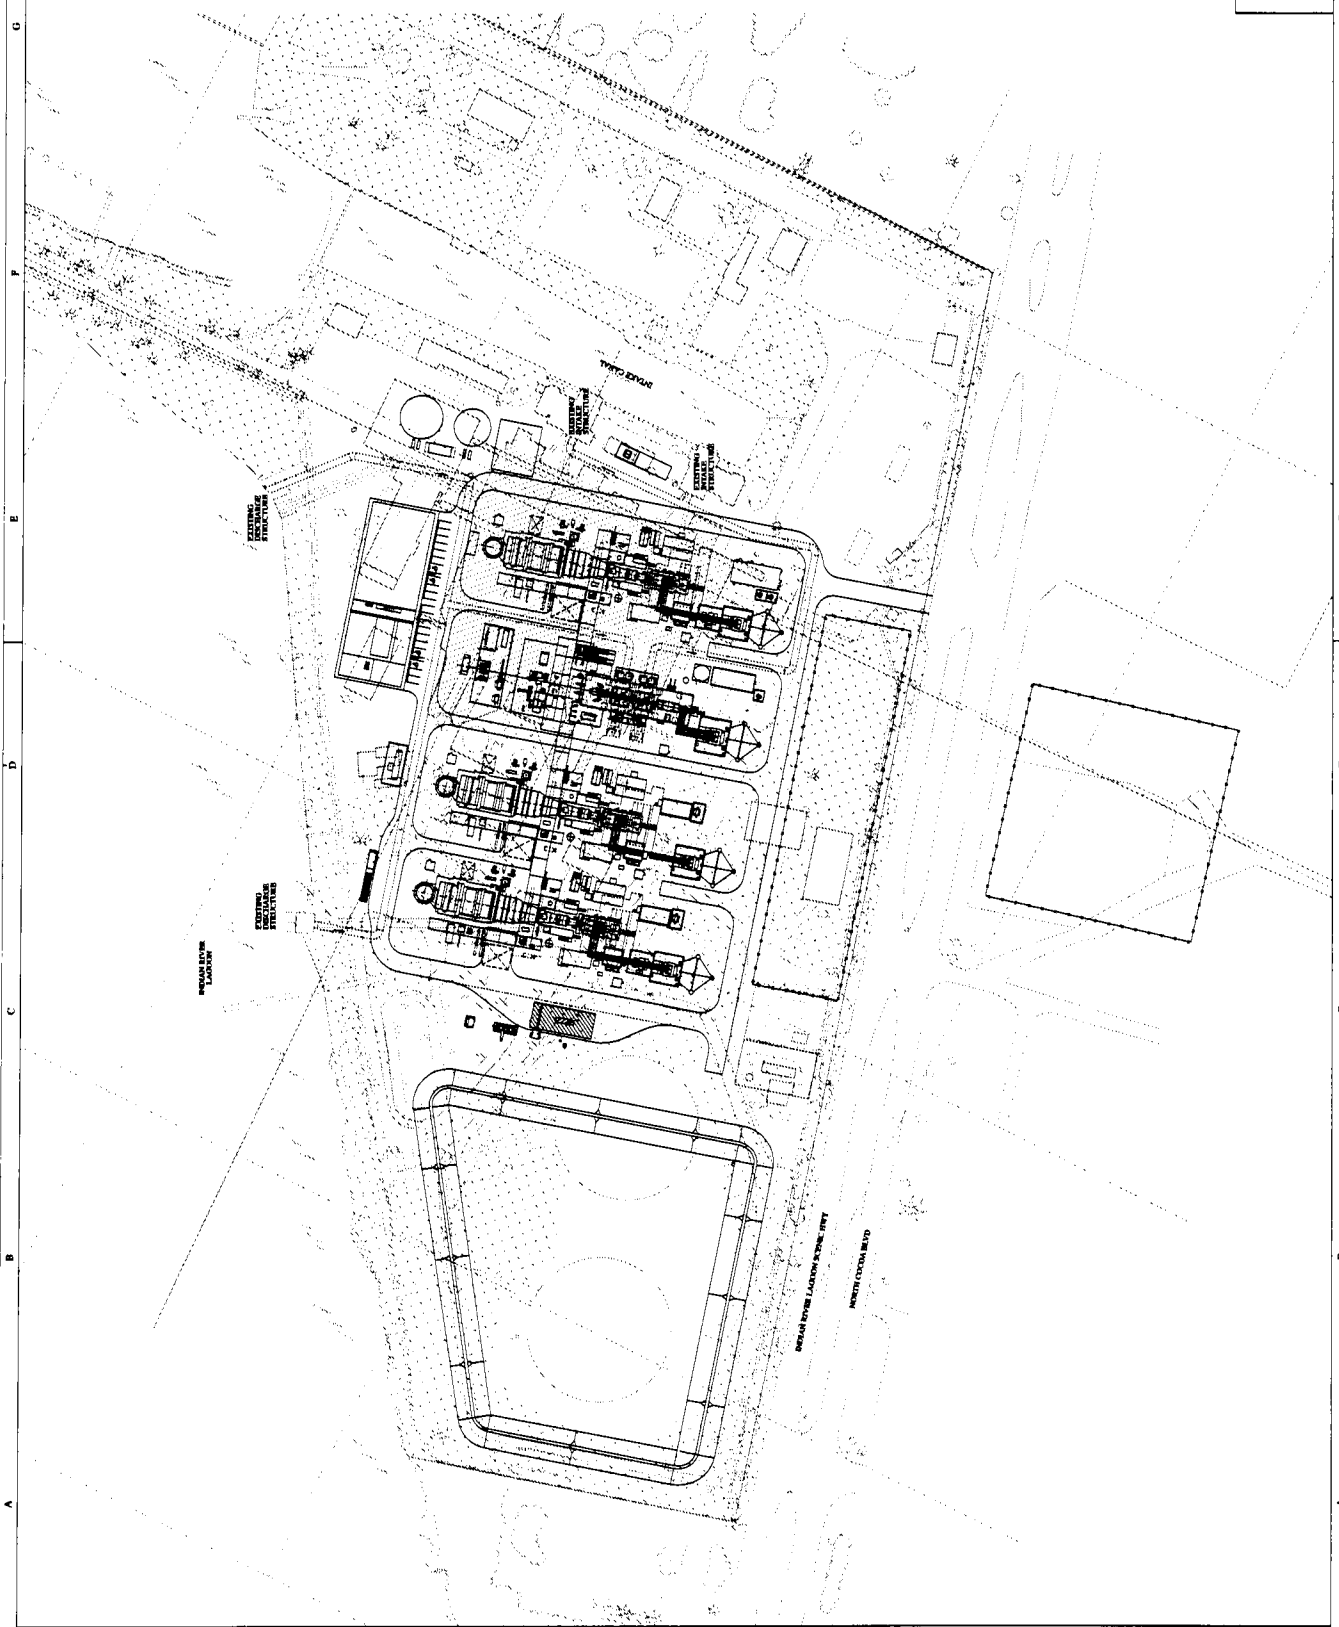 G
F
E
D
C
B
A
INTAKE CANAL
EXISTING
INTAKE
STRUCTURE
EXISTING
INTAKE
STRUCTURE
EXISTING
DISCHARGE
STRUCTURE
EXISTING
DISCHARGE
STRUCTURE
INDIAN RIVER
LAGOON
INDIAN RIVER LAGOON SCENIC HWY
NORTH COCOA BLVD